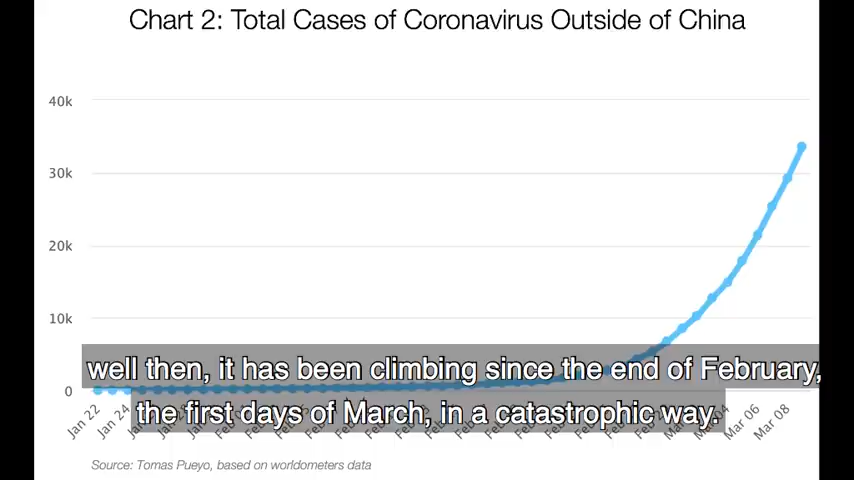 Chart 2: Total Cases of Coronavirus Outside of China
40k
30k
20k
10k
0
well then, it has been climbing since the end of February,
the first days of March, in a catastrophic way.
Jan 22
Jan 24
Mar 06
Mar 08
Source: Tomas Pueyo, based on worldometers data